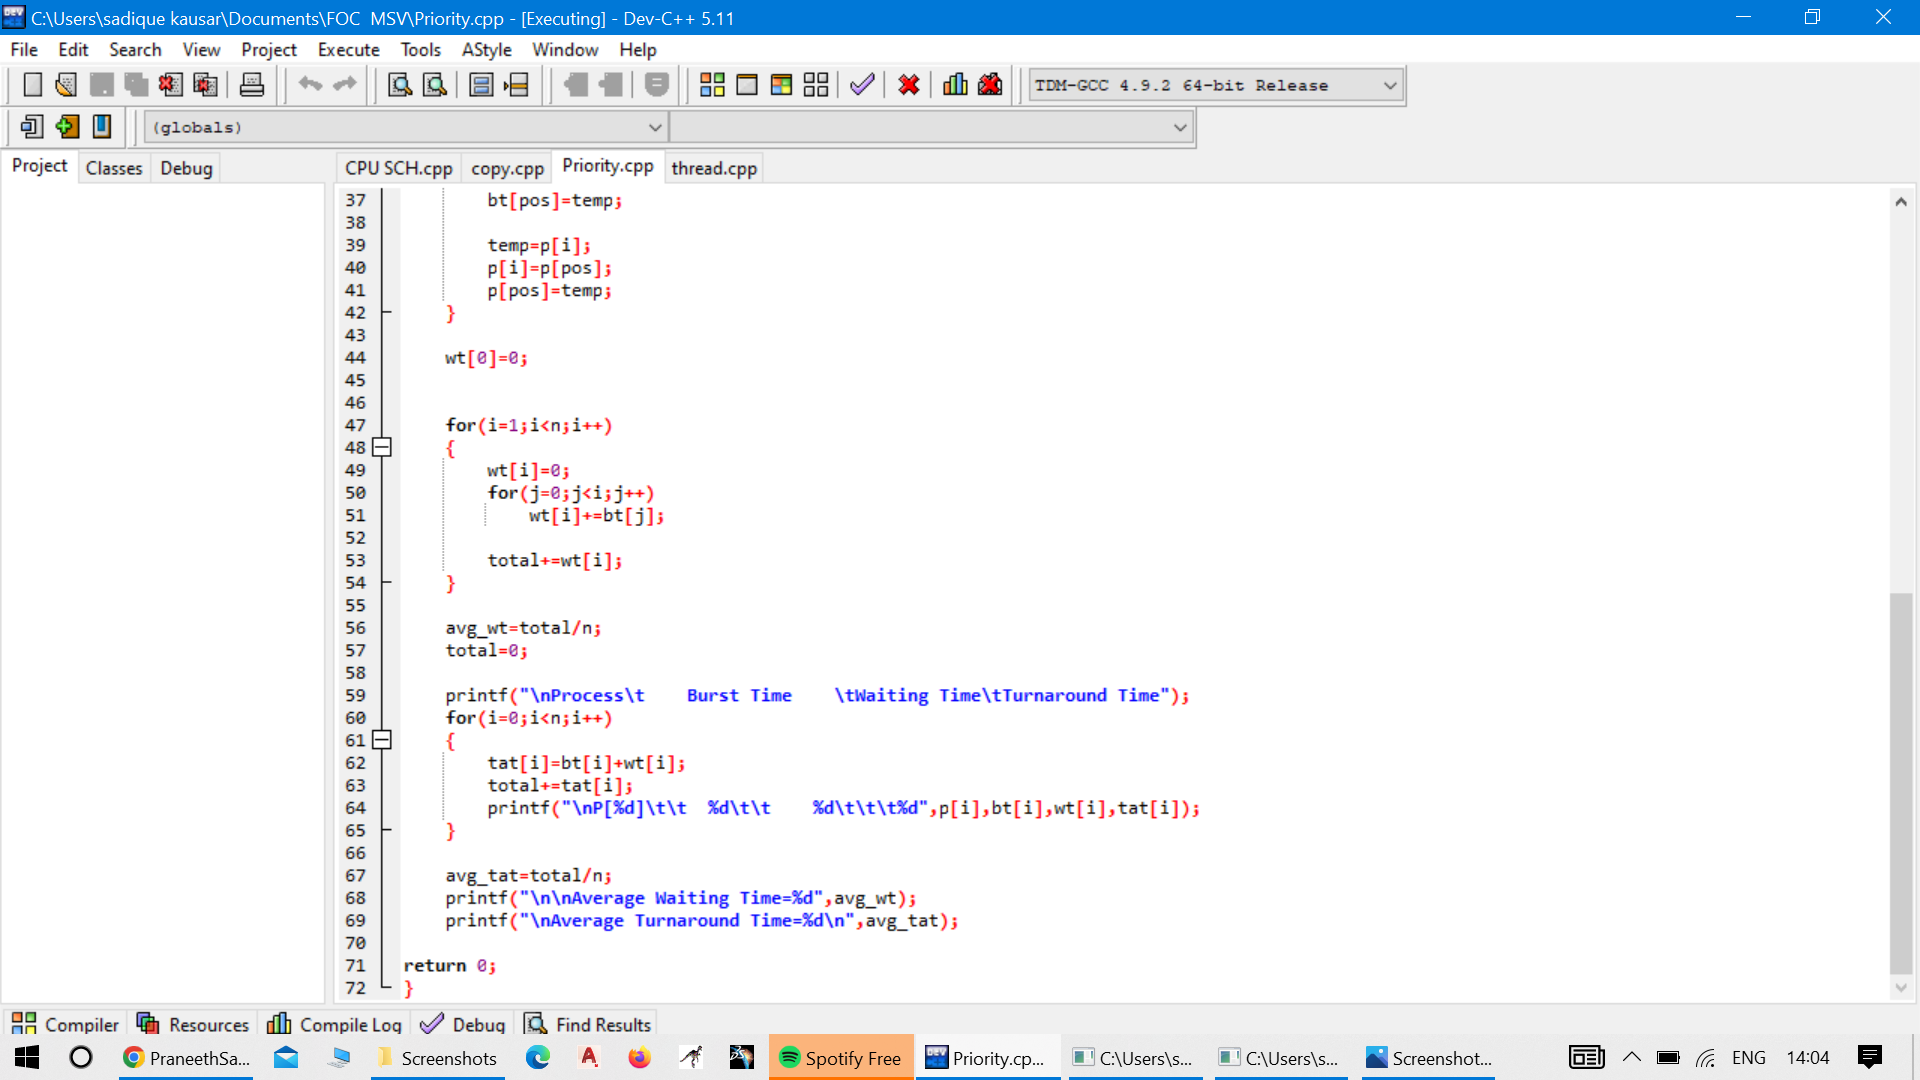 C:\Users\sadique kausar\Documents\FOC  MSV\Priority.cpp - [Executing] - Dev-C++ 5.11
File Edit Search View Project Execute Tools AStyle Window Help
TDM-GCC 4.9.2 64-bit Release
(globals)
Project Classes Debug
CPU SCH.cpp copy.cpp Priority.cpp thread.cpp
37 bt[pos]=temp;
38
39 temp=p[i];
40 p[i]=p[pos];
41 p[pos]=temp;
42 }
43
44 wt[0]=0;
45
46
47 for(i=1;i<n;i++)
48 {
49 wt[i]=0;
50 for(j=0;j<i;j++)
51 wt[i]+=bt[j];
52
53 total+=wt[i];
54 }
55
56 avg_wt=total/n;
57 total=0;
58
59 printf("\nProcess\t    Burst Time    \tWaiting Time\tTurnaround Time");
60 for(i=0;i<n;i++)
61 {
62 tat[i]=bt[i]+wt[i];
63 total+=tat[i];
64 printf("\nP[%d]\t\t  %d\t\t    %d\t\t\t%d",p[i],bt[i],wt[i],tat[i]);
65 }
66
67 avg_tat=total/n;
68 printf("\n\nAverage Waiting Time=%d",avg_wt);
69 printf("\nAverage Turnaround Time=%d\n",avg_tat);
70
71 return 0;
72 }
Compiler Resources Compile Log Debug Find Results
PraneethSa... Screenshots Spotify Free Priority.cp... C:\Users\s... C:\Users\s... Screenshot... ENG 14:04